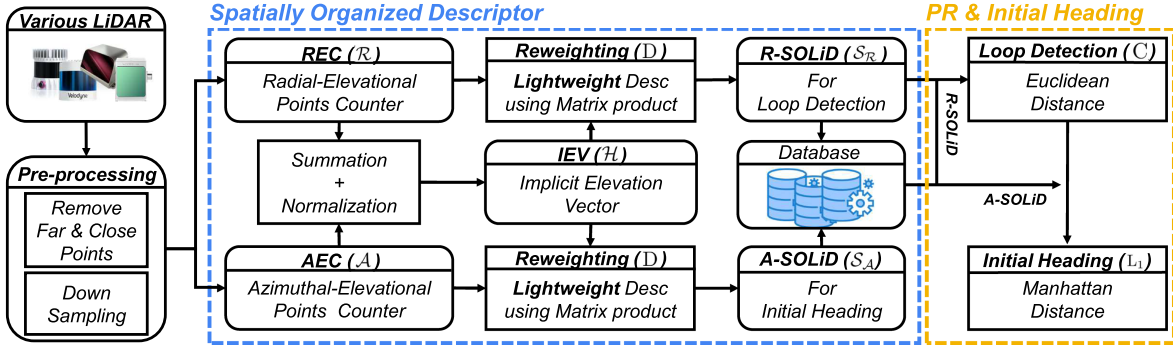 Various LiDAR
Velodyne
Pre-processing
Remove
Far & Close
Points
Down
Sampling
Spatially Organized Descriptor
REC (ℛ)
Radial-Elevational
Points Counter
Summation
+
Normalization
AEC (𝒜)
Azimuthal-Elevational
Points Counter
Reweighting (D)
Lightweight Desc
using Matrix product
IEV (ℋ)
Implicit Elevation
Vector
Reweighting (D)
Lightweight Desc
using Matrix product
R-SOLiD (𝒮_ℛ)
For
Loop Detection
Database
A-SOLiD (𝒮_𝒜)
For
Initial Heading
PR & Initial Heading
Loop Detection (C)
Euclidean
Distance
R-SOLiD
A-SOLiD
Initial Heading (L₁)
Manhattan
Distance